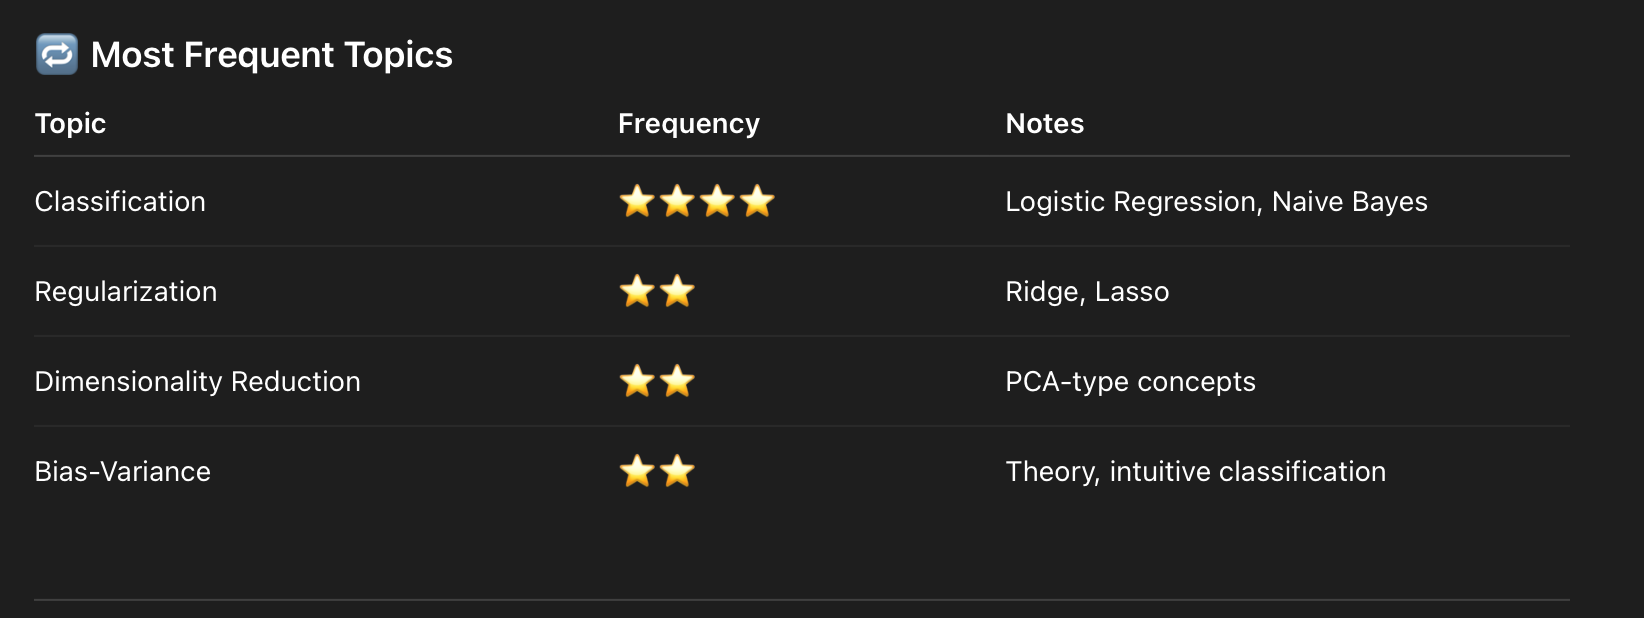 🔁 Most Frequent Topics
Topic Frequency Notes
Classification ⭐⭐⭐⭐ Logistic Regression, Naive Bayes
Regularization ⭐⭐ Ridge, Lasso
Dimensionality Reduction ⭐⭐ PCA-type concepts
Bias-Variance ⭐⭐ Theory, intuitive classification